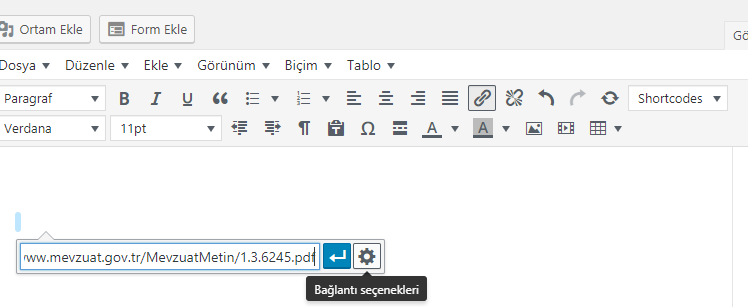 Ortam Ekle
Form Ekle
Gö
Dosya Düzenle Ekle Görünüm Biçim Tablo
Paragraf B I U Shortcodes
Verdana 11pt ¶ Ω A A
www.mevzuat.gov.tr/MevzuatMetin/1.3.6245.pdf
Bağlantı seçenekleri